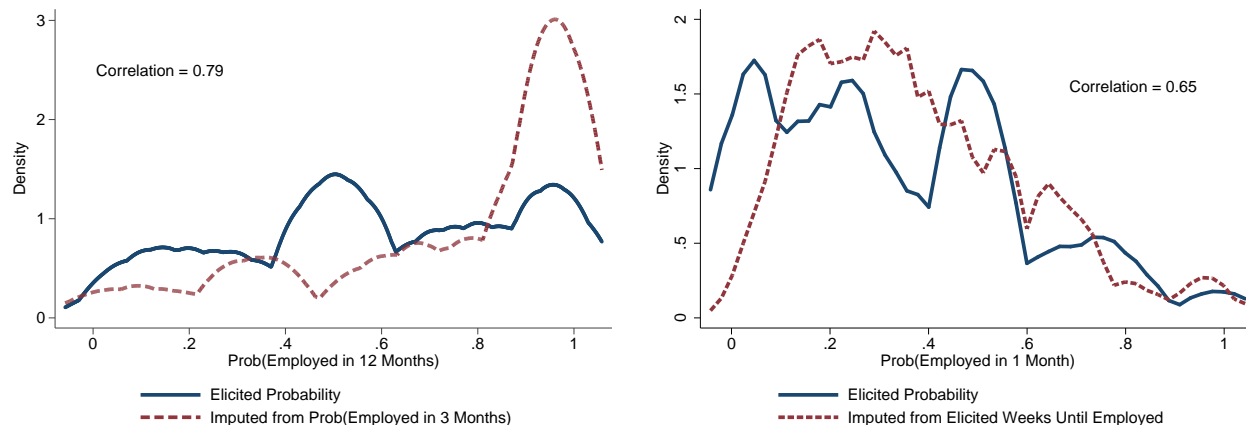 3
2
1
0
Density
Correlation = 0.79
0 .2 .4 .6 .8 1
Prob(Employed in 12 Months)
Elicited Probability
Imputed from Prob(Employed in 3 Months)
2
1.5
1
.5
0
Density
Correlation = 0.65
0 .2 .4 .6 .8 1
Prob(Employed in 1 Month)
Elicited Probability
Imputed from Elicited Weeks Until Employed